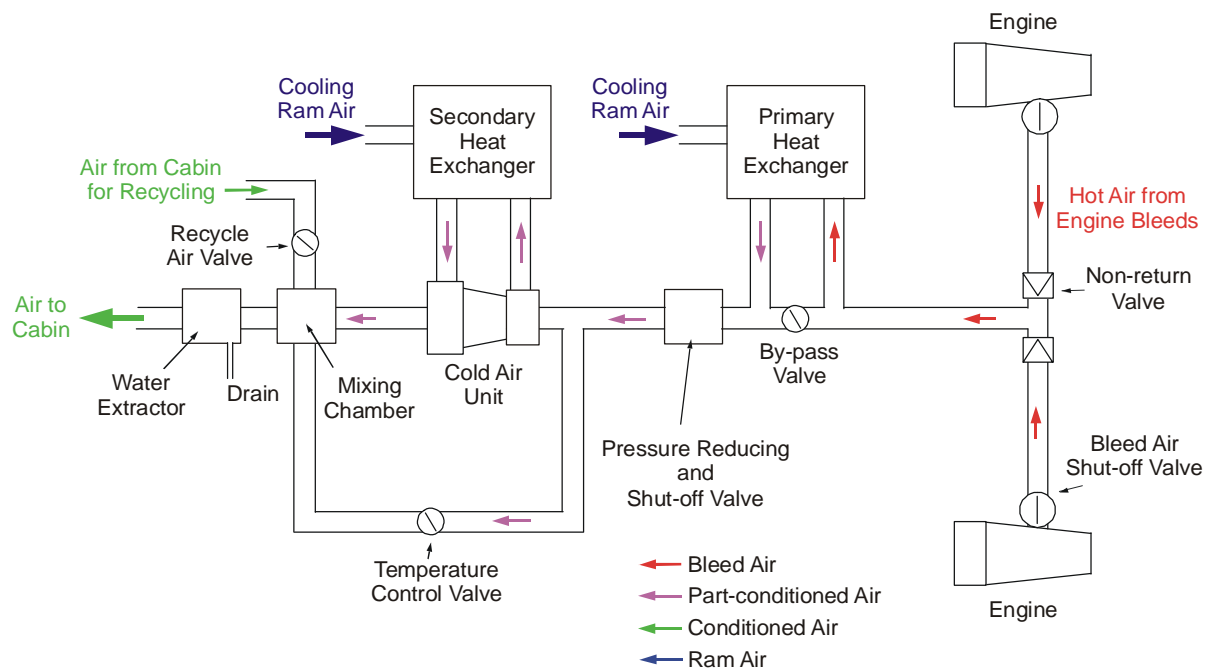 Engine
Cooling
Ram Air
Secondary
Heat
Exchanger
Cooling
Ram Air
Primary
Heat
Exchanger
Air from Cabin
for Recycling
Hot Air from
Engine Bleeds
Recycle
Air Valve
Non-return
Valve
Air to
Cabin
Water
Extractor
Drain
Mixing
Chamber
Cold Air
Unit
By-pass
Valve
Pressure Reducing
and
Shut-off Valve
Bleed Air
Shut-off Valve
Temperature
Control Valve
Bleed Air
Part-conditioned Air
Conditioned Air
Ram Air
Engine